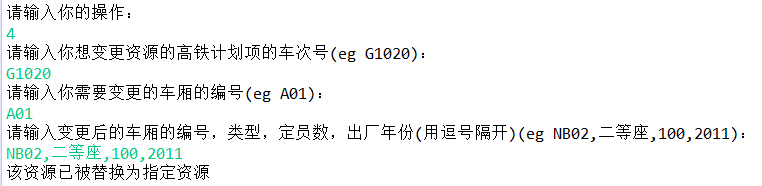 请输入你的操作：
4
请输入你想变更资源的高铁计划项的车次号(eg G1020)：
G1020
请输入你需要变更的车厢的编号(eg A01)：
A01
请输入变更后的车厢的编号，类型，定员数，出厂年份(用逗号隔开)(eg NB02,二等座,100,2011)：
NB02,二等座,100,2011
该资源已被替换为指定资源